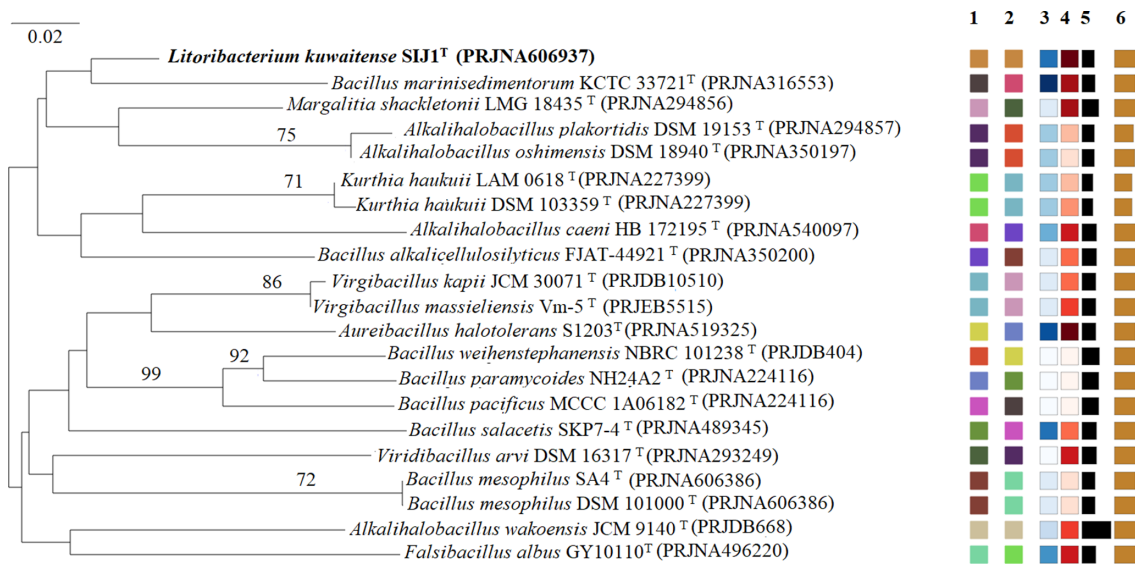 1 2 3 4 5 6
0.02
Litoribacterium kuwaitense SIJ1T (PRJNA606937)
Bacillus marinisedimentorum KCTC 33721 T (PRJNA316553)
Margalitia shackletonii LMG 18435 T (PRJNA294856)
75 Alkalihalobacillus plakortidis DSM 19153 T (PRJNA294857)
Alkalihalobacillus oshimensis DSM 18940 T (PRJNA350197)
71 Kurthia haukuii LAM 0618 T (PRJNA227399)
Kurthia haukuii DSM 103359 T (PRJNA227399)
Alkalihalobacillus caeni HB 172195 T (PRJNA540097)
Bacillus alkalicellulosilyticus FJAT-44921 T (PRJNA350200)
86 Virgibacillus kapii JCM 30071 T (PRJDB10510)
Virgibacillus massieliensis Vm-5 T (PRJEB5515)
Aureibacillus halotolerans S1203T (PRJNA519325)
92 Bacillus weihenstephanensis NBRC 101238 T (PRJDB404)
99 Bacillus paramycoides NH24A2 T (PRJNA224116)
Bacillus pacificus MCCC 1A06182 T (PRJNA224116)
Bacillus salacetis SKP7-4 T (PRJNA489345)
Viridibacillus arvi DSM 16317 T (PRJNA293249)
72 Bacillus mesophilus SA4 T (PRJNA606386)
Bacillus mesophilus DSM 101000 T (PRJNA606386)
Alkalihalobacillus wakoensis JCM 9140 T (PRJDB668)
Falsibacillus albus GY10110T (PRJNA496220)